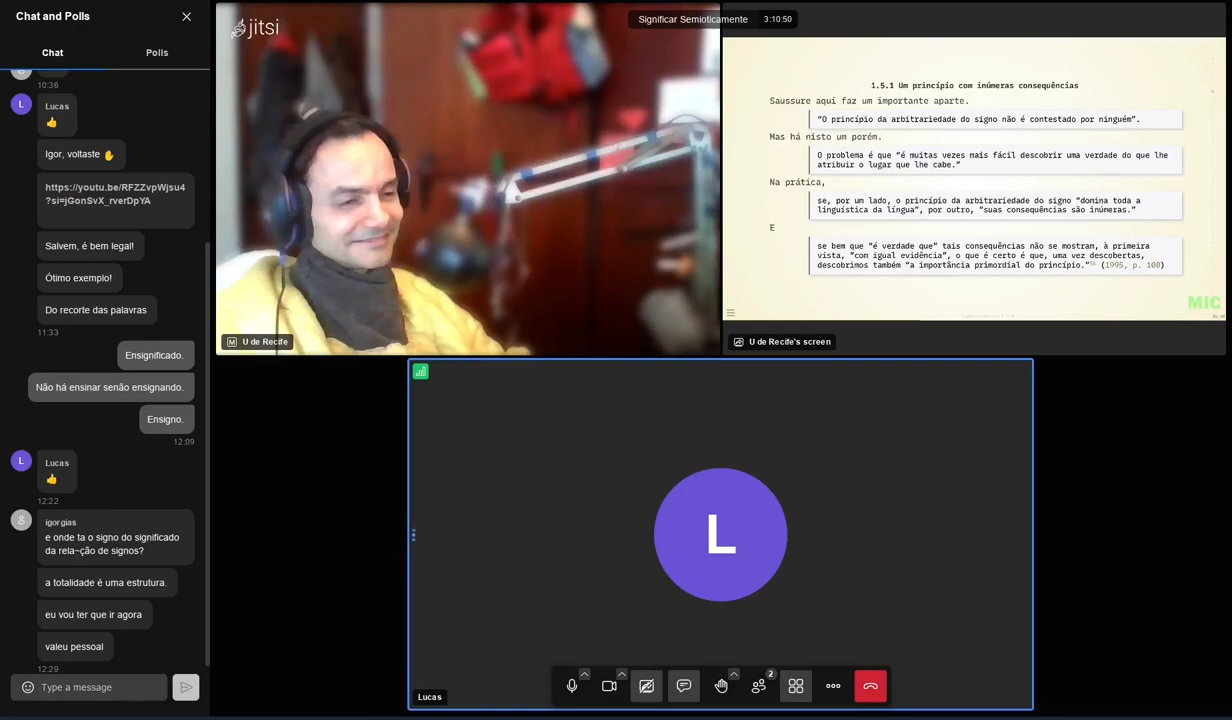 Chat and Polls
Chat
Polls
10:36
L
Lucas
👍
Igor, voltaste ✋
https://youtu.be/RFZZvpWjsu4
?si=jGonSvX_rverDpYA
Salvem, é bem legal!
Ótimo exemplo!
Do recorte das palavras
11:33
Ensignificado.
Não há ensinar senão ensignando.
Ensigno.
12:09
L
Lucas
👍
12:22
igorgias
e onde ta o signo do significado
da rela~ção de signos?
a totalidade é uma estrutura.
eu vou ter que ir agora
valeu pessoal
12:29
Type a message
jitsi
Significar Semioticamente 3:10:50
M U de Recife
1.5.1 Um princípio com inúmeras consequências
Saussure aqui faz um importante aparte.
“O princípio da arbitrariedade do signo não é contestado por ninguém”.
Mas há nisto um porém.
O problema é que “é muitas vezes mais fácil descobrir uma verdade do que lhe
atribuir o lugar que lhe cabe.”
Na prática,
se, por um lado, o princípio da arbitrariedade do signo “domina toda a
linguística da língua”, por outro, “suas consequências são inúmeras.”
E
se bem que “é verdade que” tais consequências não se mostram, à primeira
vista, “com igual evidência”, o que é certo é que, uma vez descobertas,
descobrimos também “a importância primordial do princípio.” (1995, p. 100)
MIC
U de Recife's screen
L
Lucas
2